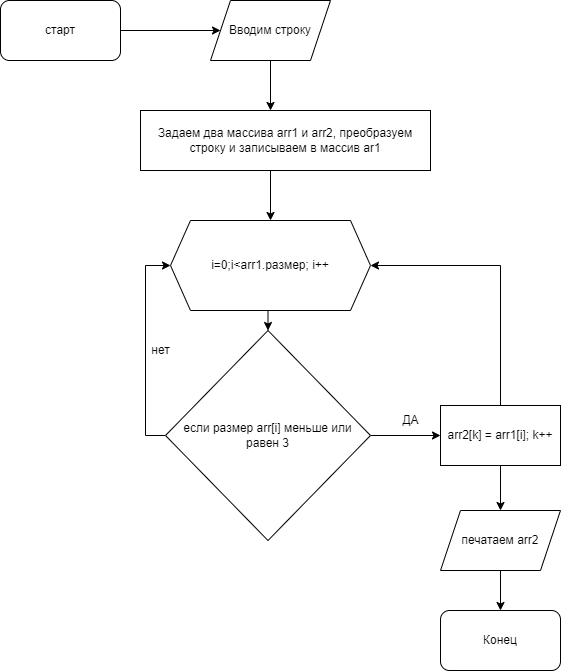 старт
Вводим строку
Задаем два массива arr1 и arr2, преобразуем
строку и записываем в массив ar1
i=0;i<arr1.размер; i++
нет
если размер arr[i] меньше или
равен 3
ДА
arr2[k] = arr1[i]; k++
печатаем arr2
Конец